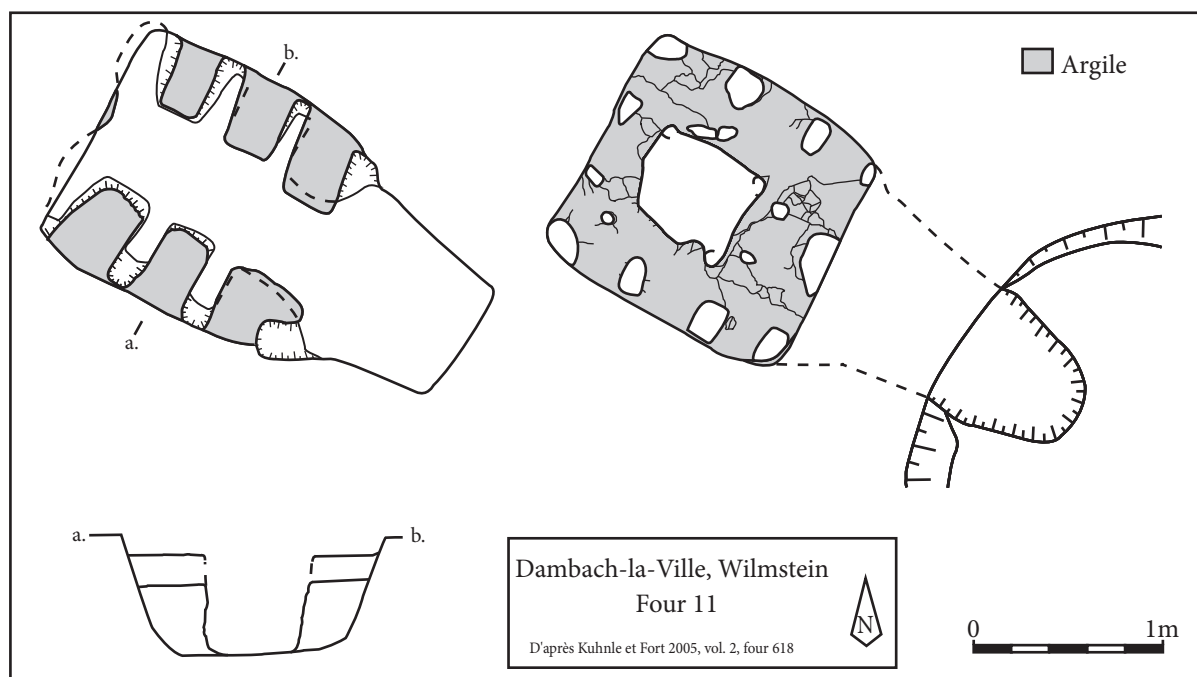 b.
Argile
a.
a.
b.
Dambach-la-Ville, Wilmstein
Four 11
N
D'après Kuhnle et Fort 2005, vol. 2, four 618
0
1m